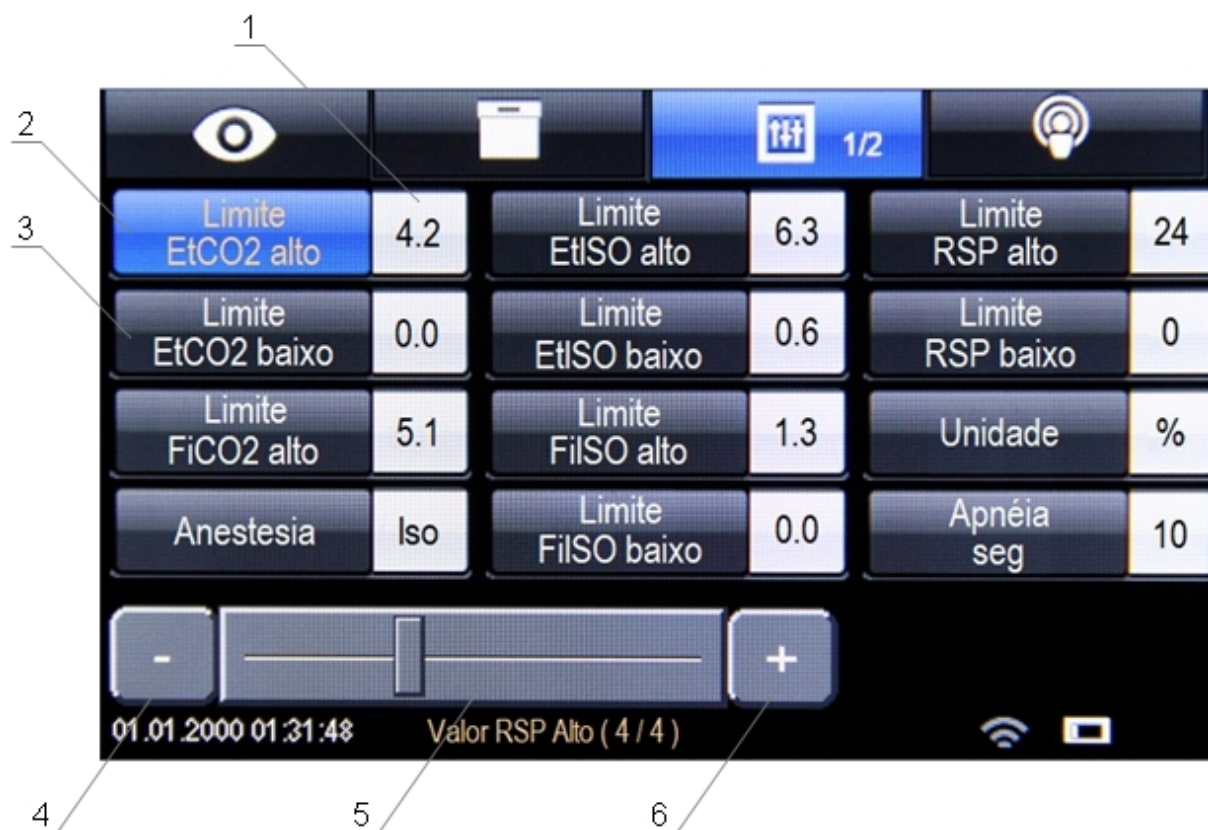 1
2
3
4
5
6
1/2
Limite
EtCO2 alto
4.2
Limite
EtISO alto
6.3
Limite
RSP alto
24
Limite
EtCO2 baixo
0.0
Limite
EtISO baixo
0.6
Limite
RSP baixo
0
Limite
FiCO2 alto
5.1
Limite
FiISO alto
1.3
Unidade
%
Anestesia
Iso
Limite
FiISO baixo
0.0
Apnéia
seg
10
-
+
01.01.2000 01:31:48
Valor RSP Alto ( 4 / 4 )